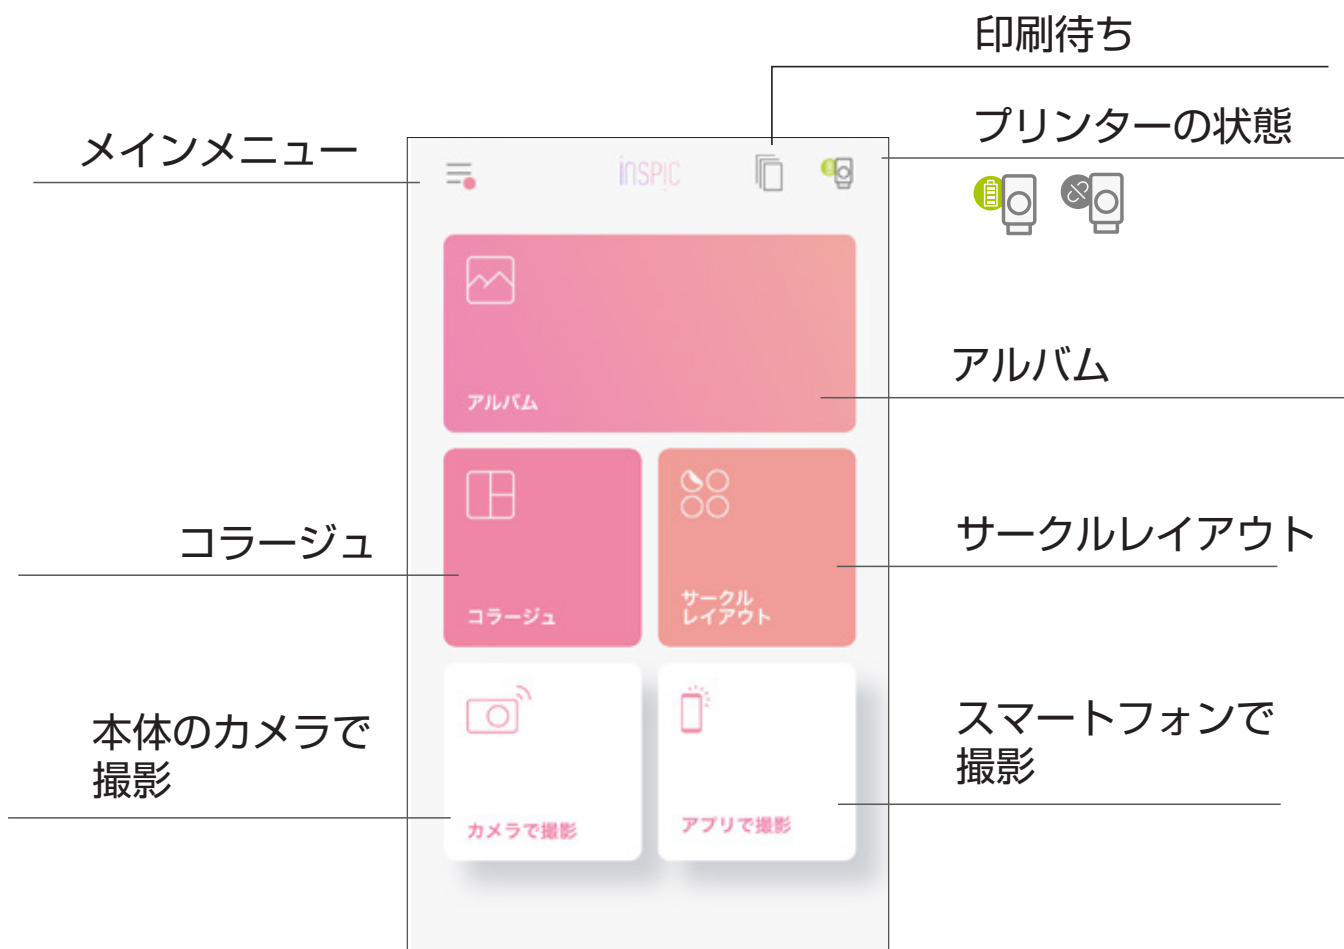 印刷待ち
プリンターの状態
メインメニュー
inSPiC
アルバム
アルバム
コラージュ
サークルレイアウト
コラージュ
サークル
レイアウト
本体のカメラで
撮影
スマートフォンで
撮影
カメラで撮影
アプリで撮影